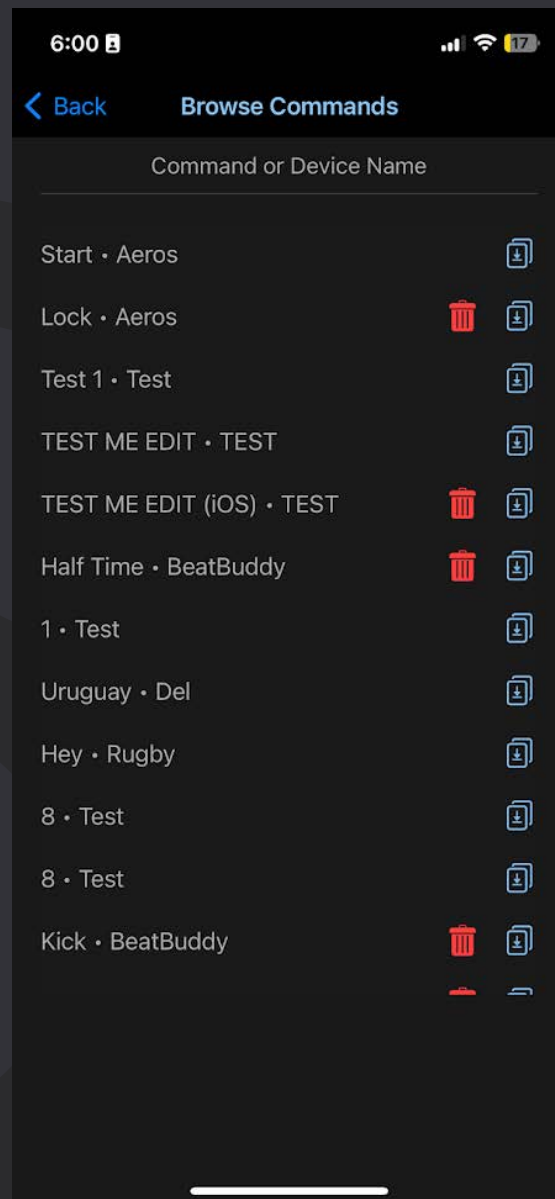 6:00
17
Back
Browse Commands
Command or Device Name
Start • Aeros
Lock • Aeros
Test 1 • Test
TEST ME EDIT • TEST
TEST ME EDIT (iOS) • TEST
Half Time • BeatBuddy
1 • Test
Uruguay • Del
Hey • Rugby
8 • Test
8 • Test
Kick • BeatBuddy